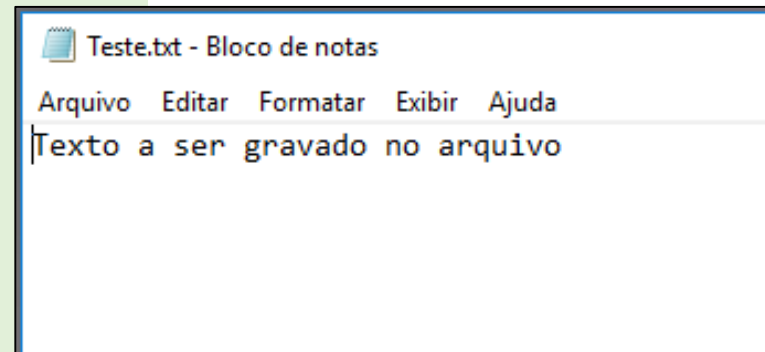 Teste.txt - Bloco de notas
Arquivo Editar Formatar Exibir Ajuda
Texto a ser gravado no arquivo